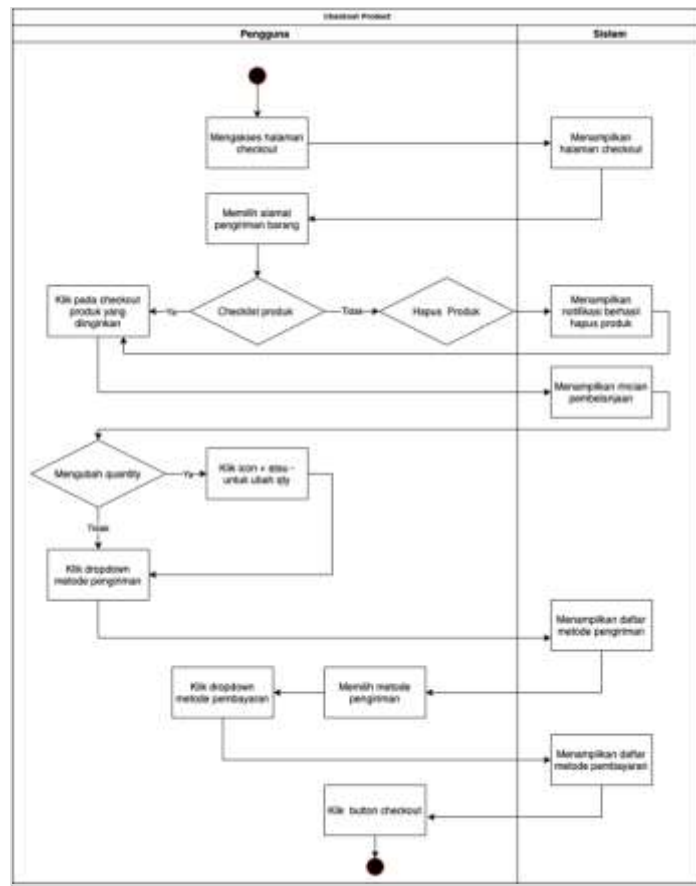 Checkout Product
Pengguna
Sistem
Mengakses halaman
checkout
Menampilkan
halaman checkout
Memilih alamat
pengiriman barang
Klik pada checkout
produk yang
diinginkan
Ya
Checklist produk
Tidak
Hapus Produk
Menampilkan
notifikasi berhasil
hapus produk
Menampilkan rincian
pembelanjaan
Mengubah quantity
Ya
Klik icon + atau -
untuk ubah qty
Tidak
Klik dropdown
metode pengiriman
Menampilkan daftar
metode pengiriman
Klik dropdown
metode pembayaran
Memilih metode
pengiriman
Menampilkan daftar
metode pembayaran
Klik button checkout